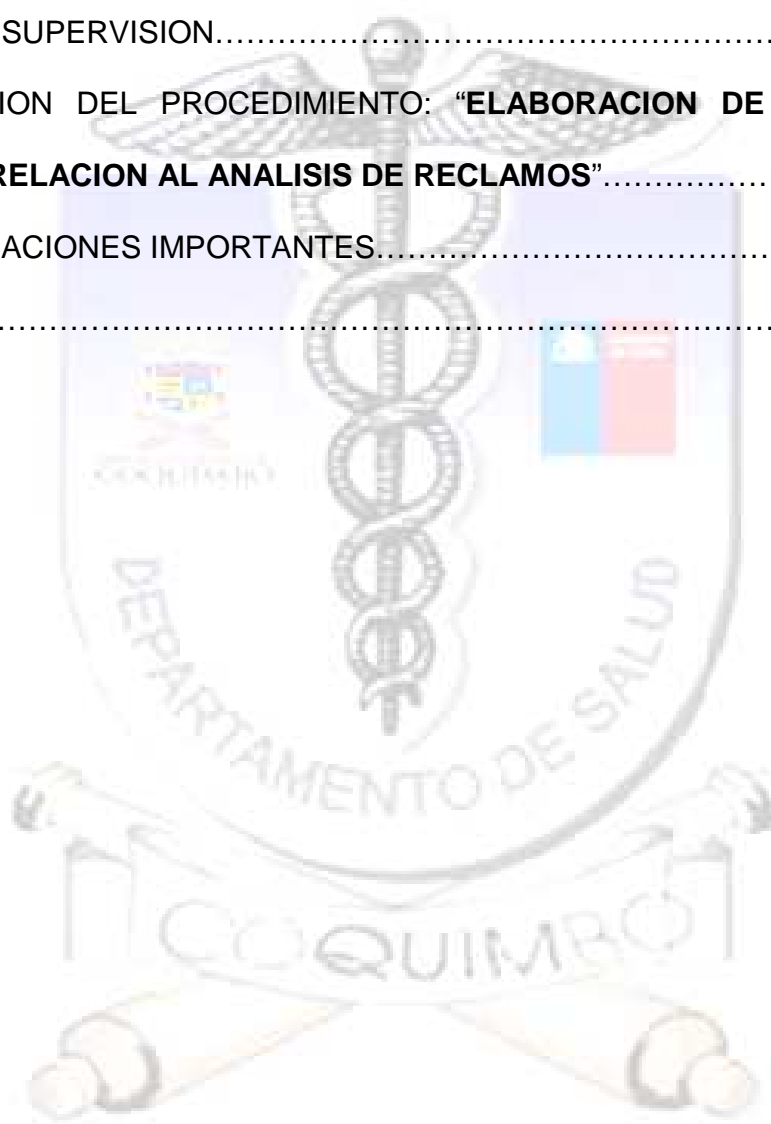 SUPERVISION……………………………………………
ION DEL PROCEDIMIENTO: “ELABORACION DE
RELACION AL ANALISIS DE RECLAMOS”………………
ACIONES IMPORTANTES…………………………………
……………………………………………………………………
COQUIMBO
DEPARTAMENTO DE SALUD
COQUIMBO